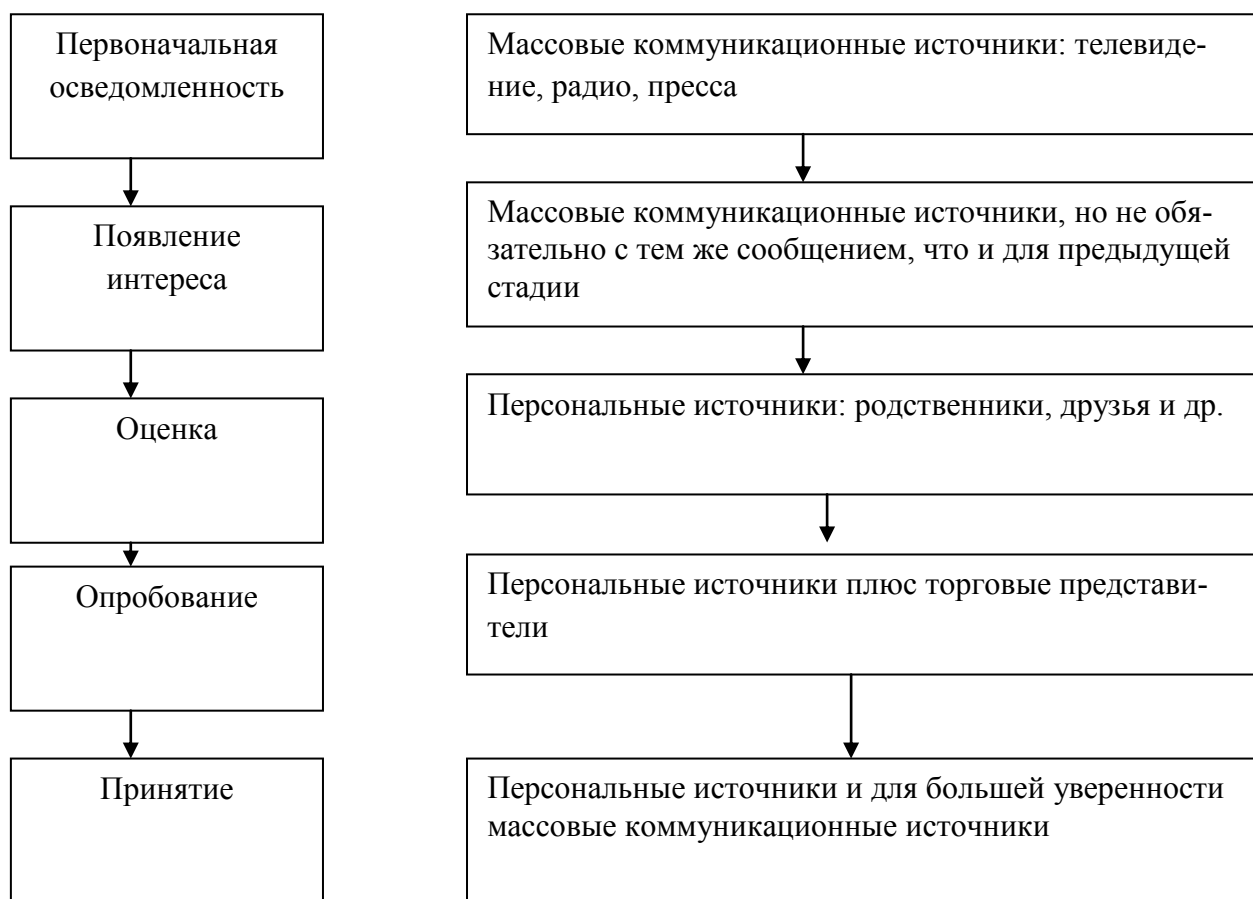 Первоначальная
осведомленность
Массовые коммуникационные источники: телевиде-
ние, радио, пресса
Появление
интереса
Массовые коммуникационные источники, но не обя-
зательно с тем же сообщением, что и для предыдущей
стадии
Оценка
Персональные источники: родственники, друзья и др.
Опробование
Персональные источники плюс торговые представи-
тели
Принятие
Персональные источники и для большей уверенности
массовые коммуникационные источники